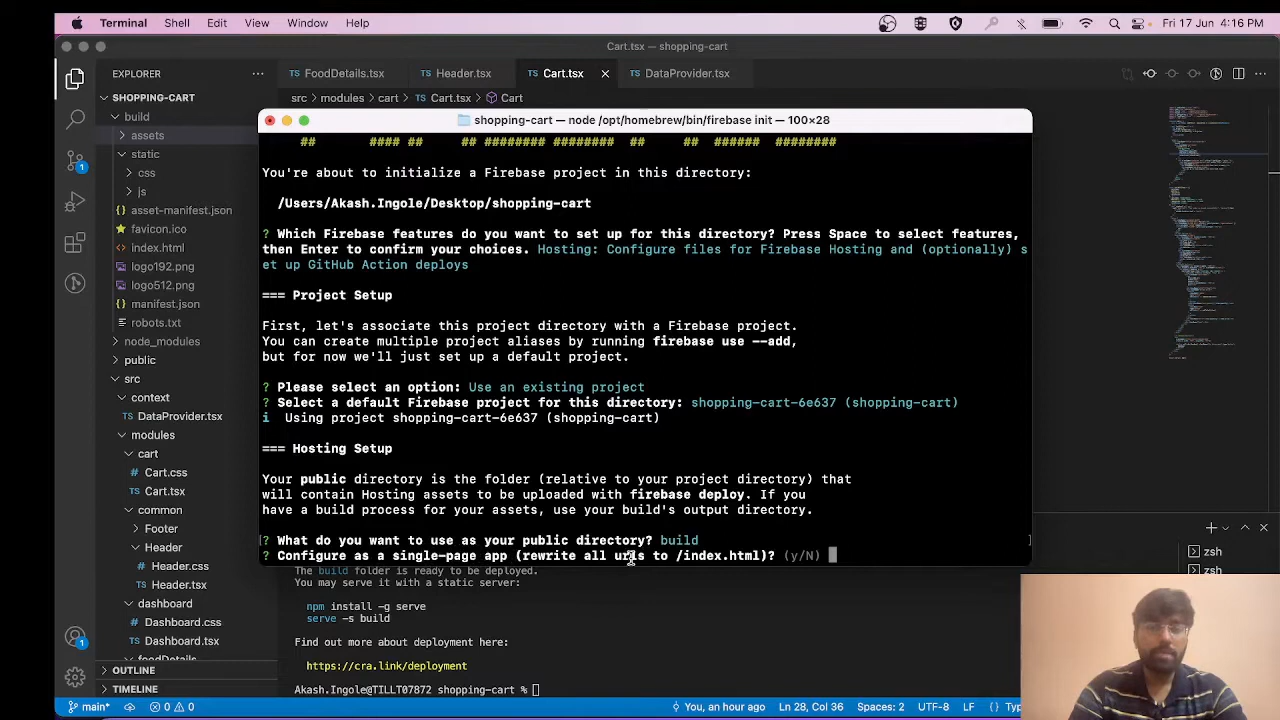 Terminal Shell Edit View Window Help Fri 17 Jun 4:16 PM
Cart.tsx — shopping-cart
EXPLORER
FoodDetails.tsx Header.tsx Cart.tsx DataProvider.tsx
SHOPPING-CART
src > modules > cart > Cart.tsx > Cart
build
assets
static
css
js
asset-manifest.json
favicon.ico
index.html
logo192.png
logo512.png
manifest.json
robots.txt
node_modules
public
src
context
DataProvider.tsx
modules
cart
Cart.css
Cart.tsx
common
Footer
Header
Header.css
Header.tsx
dashboard
Dashboard.css
Dashboard.tsx
foodDetails
OUTLINE
TIMELINE
shopping-cart — node /opt/homebrew/bin/firebase init — 100×28
## #### ## ## ######## ######## ## ## ###### ########
You're about to initialize a Firebase project in this directory:
/Users/Akash.Ingole/Desktop/shopping-cart
? Which Firebase features do you want to set up for this directory? Press Space to select features,
then Enter to confirm your choices. Hosting: Configure files for Firebase Hosting and (optionally) s
et up GitHub Action deploys
=== Project Setup
First, let's associate this project directory with a Firebase project.
You can create multiple project aliases by running firebase use --add,
but for now we'll just set up a default project.
? Please select an option: Use an existing project
? Select a default Firebase project for this directory: shopping-cart-6e637 (shopping-cart)
i Using project shopping-cart-6e637 (shopping-cart)
=== Hosting Setup
Your public directory is the folder (relative to your project directory) that
will contain Hosting assets to be uploaded with firebase deploy. If you
have a build process for your assets, use your build's output directory.
? What do you want to use as your public directory? build
? Configure as a single-page app (rewrite all urls to /index.html)? (y/N)
The build folder is ready to be deployed.
You may serve it with a static server:
npm install -g serve
serve -s build
Find out more about deployment here:
https://cra.link/deployment
Akash.Ingole@TILLT07872 shopping-cart %
zsh
zsh
main* 0 0 You, an hour ago Ln 28, Col 36 Spaces: 2 UTF-8 LF